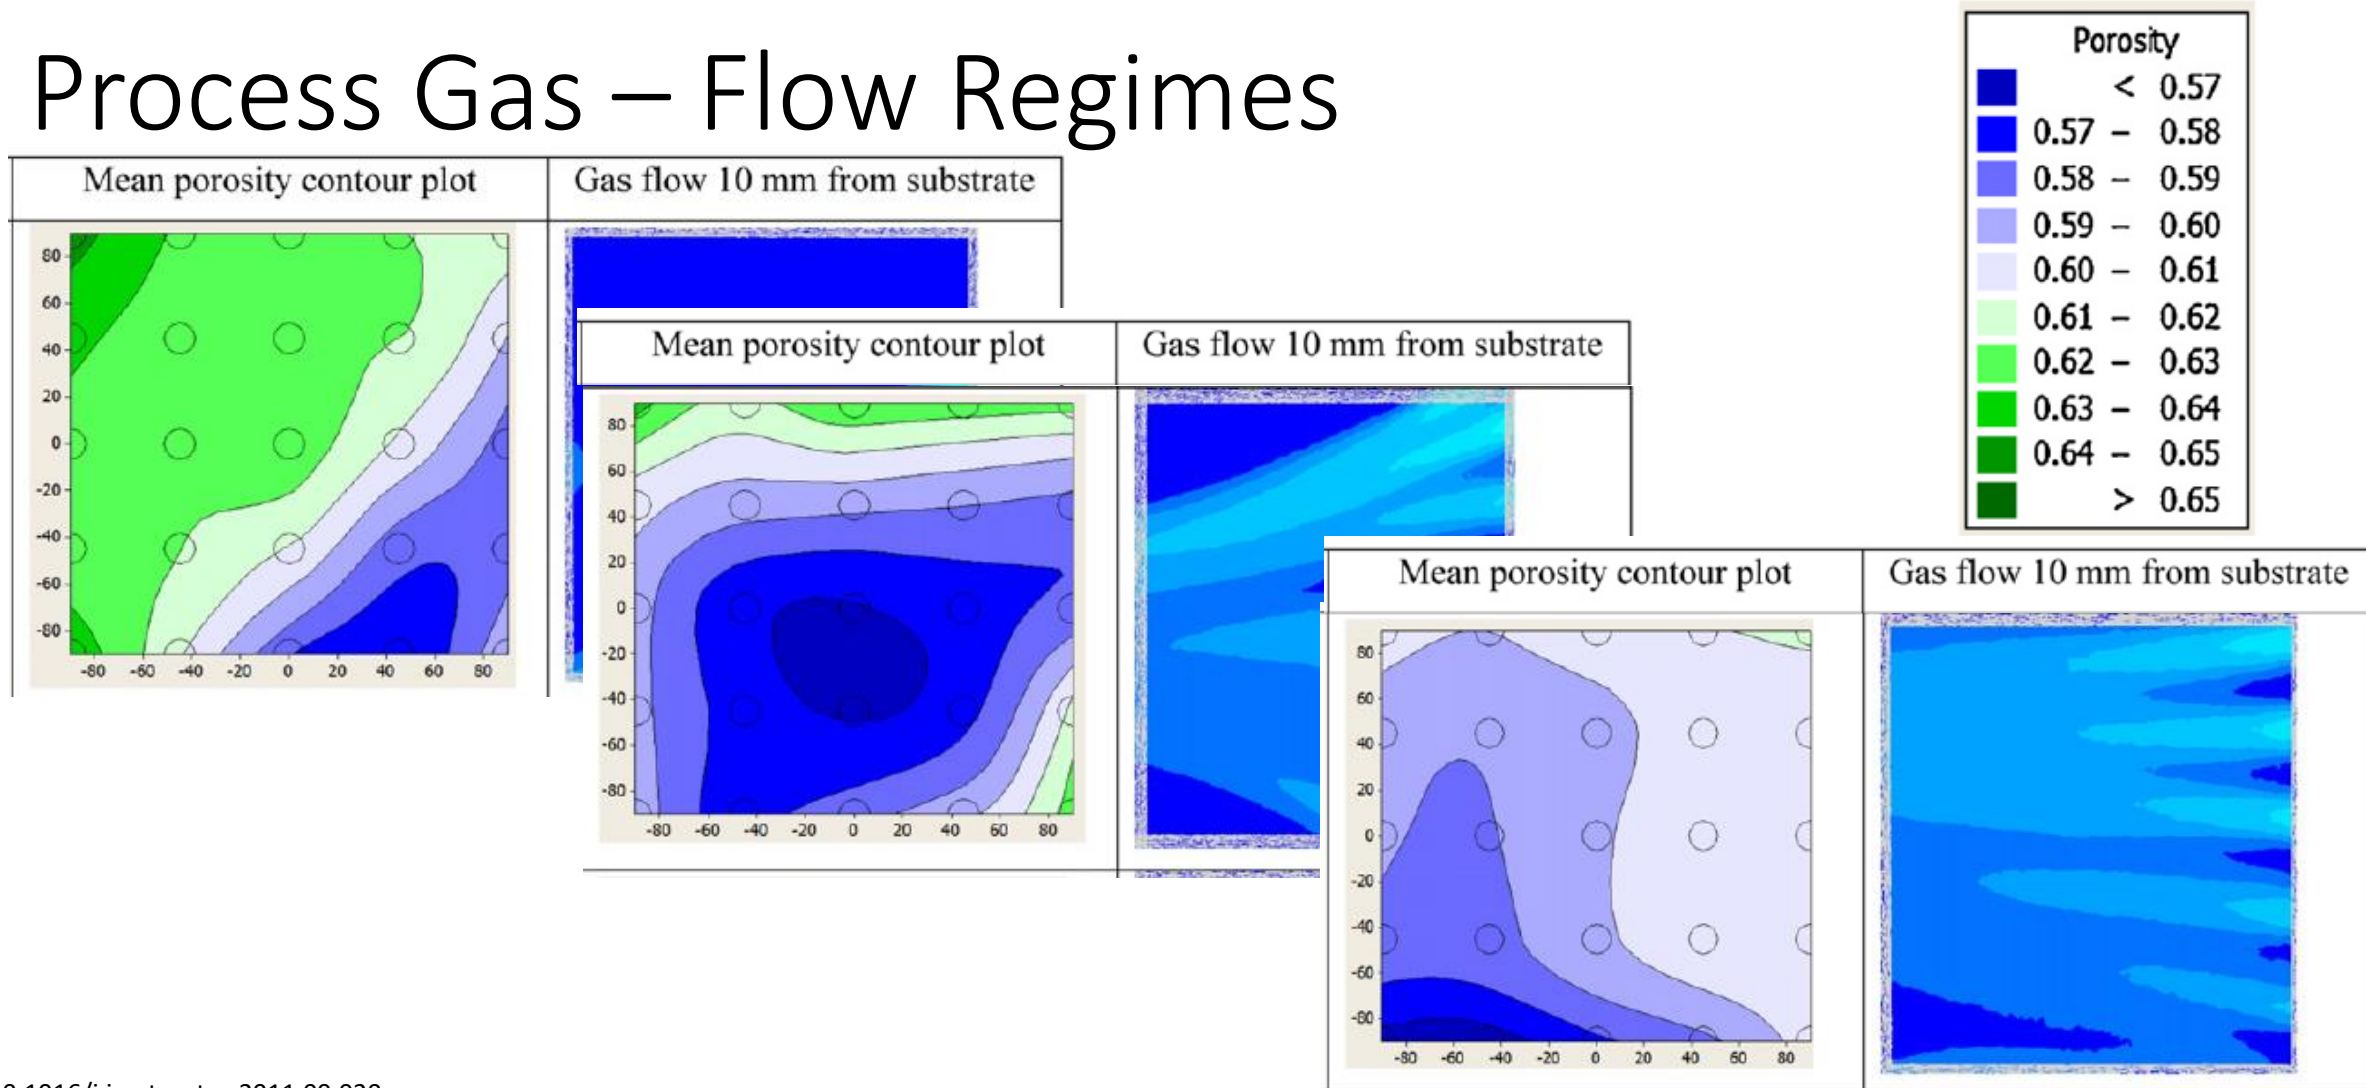 Process Gas – Flow Regimes
Porosity
< 0.57
0.57 – 0.58
0.58 – 0.59
0.59 – 0.60
0.60 – 0.61
0.61 – 0.62
0.62 – 0.63
0.63 – 0.64
0.64 – 0.65
> 0.65
Mean porosity contour plot
Gas flow 10 mm from substrate
80
60
40
20
0
-20
-40
-60
-80
-80 -60 -40 -20 0 20 40 60 80
Mean porosity contour plot
Gas flow 10 mm from substrate
80
60
40
20
0
-20
-40
-60
-80
-80 -60 -40 -20 0 20 40 60 80
Mean porosity contour plot
Gas flow 10 mm from substrate
80
60
40
20
0
-20
-40
-60
-80
-80 -60 -40 -20 0 20 40 60 80